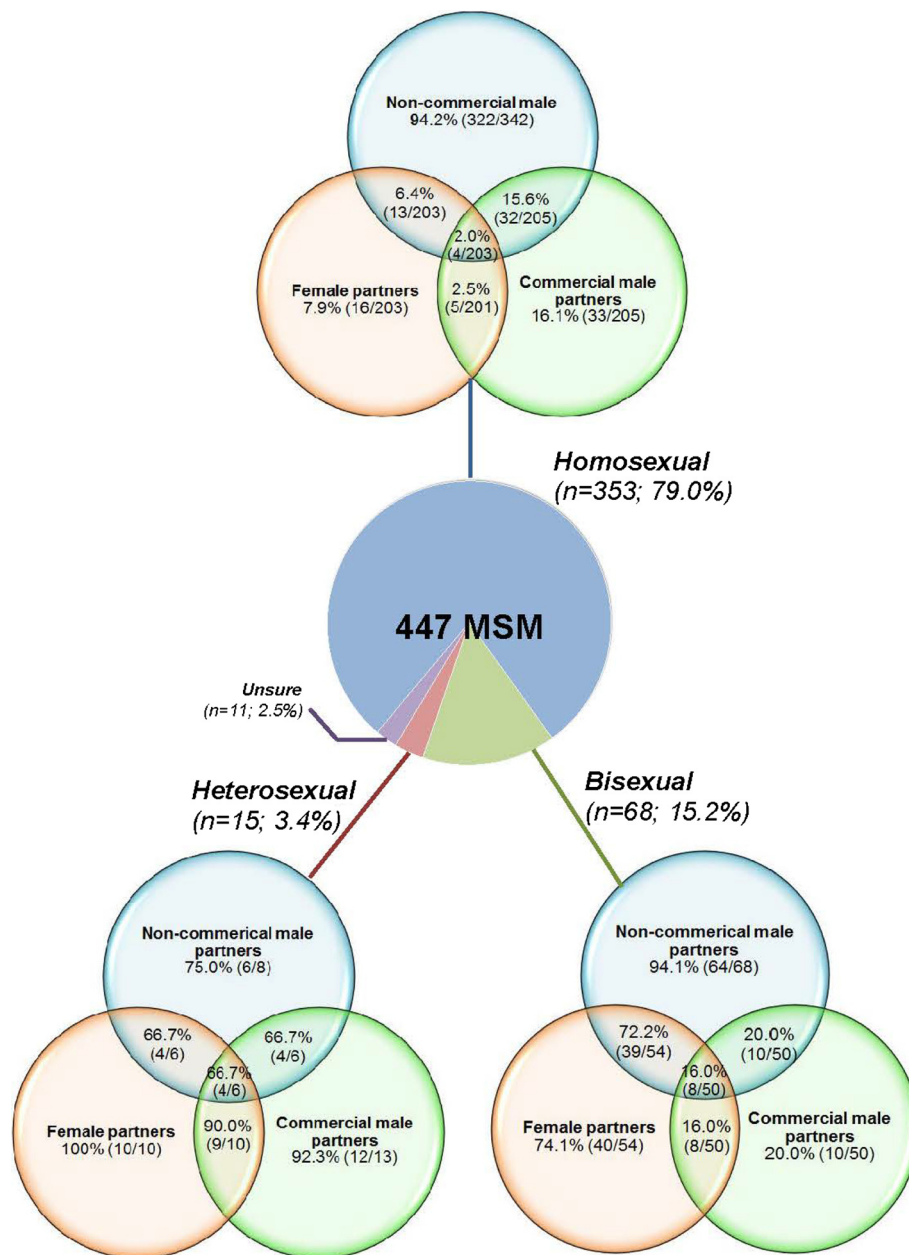 Non-commercial male
94.2% (322/342)
6.4%
(13/203)
15.6%
(32/205)
2.0%
(4/203)
Female partners
7.9% (16/203)
2.5%
(5/201)
Commercial male
partners
16.1% (33/205)
Homosexual
(n=353; 79.0%)
447 MSM
Unsure
(n=11; 2.5%)
Heterosexual
(n=15; 3.4%)
Bisexual
(n=68; 15.2%)
Non-commerical male
partners
75.0% (6/8)
66.7%
(4/6)
66.7%
(4/6)
66.7%
(4/6)
Female partners
100% (10/10)
90.0%
(9/10)
Commercial male
partners
92.3% (12/13)
Non-commerical male
partners
94.1% (64/68)
72.2%
(39/54)
20.0%
(10/50)
16.0%
(8/50)
Female partners
74.1% (40/54)
16.0%
(8/50)
Commercial male
partners
20.0% (10/50)